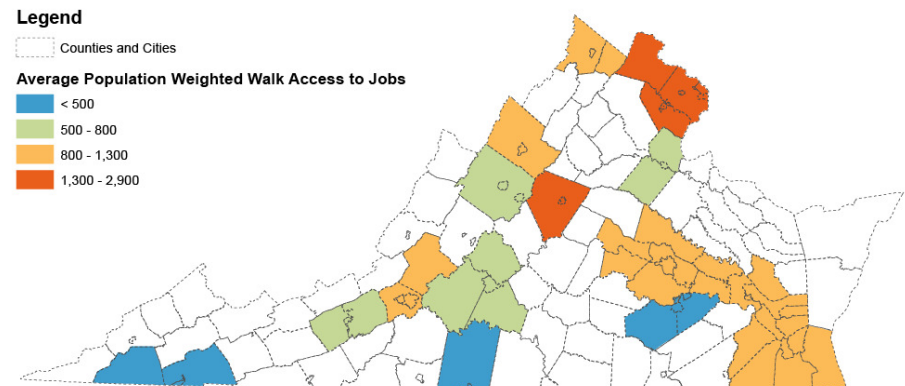 Legend
Counties and Cities
Average Population Weighted Walk Access to Jobs
< 500
500 - 800
800 - 1,300
1,300 - 2,900